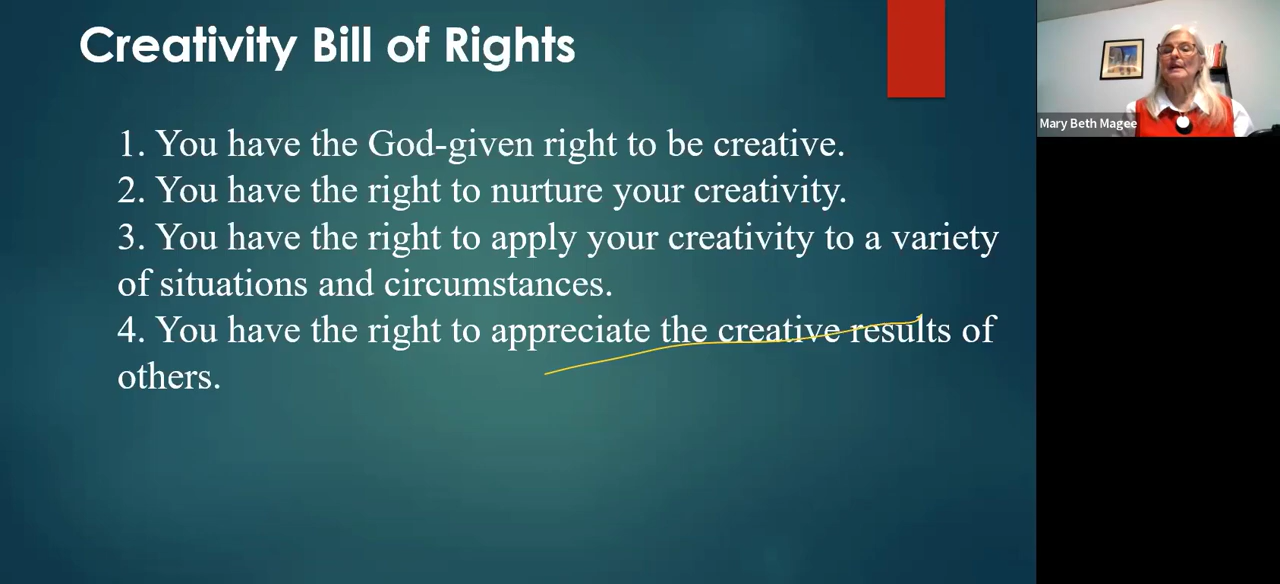 Creativity Bill of Rights
1. You have the God-given right to be creative.
2. You have the right to nurture your creativity.
3. You have the right to apply your creativity to a variety
of situations and circumstances.
4. You have the right to appreciate the creative results of
others.
Mary Beth Magee